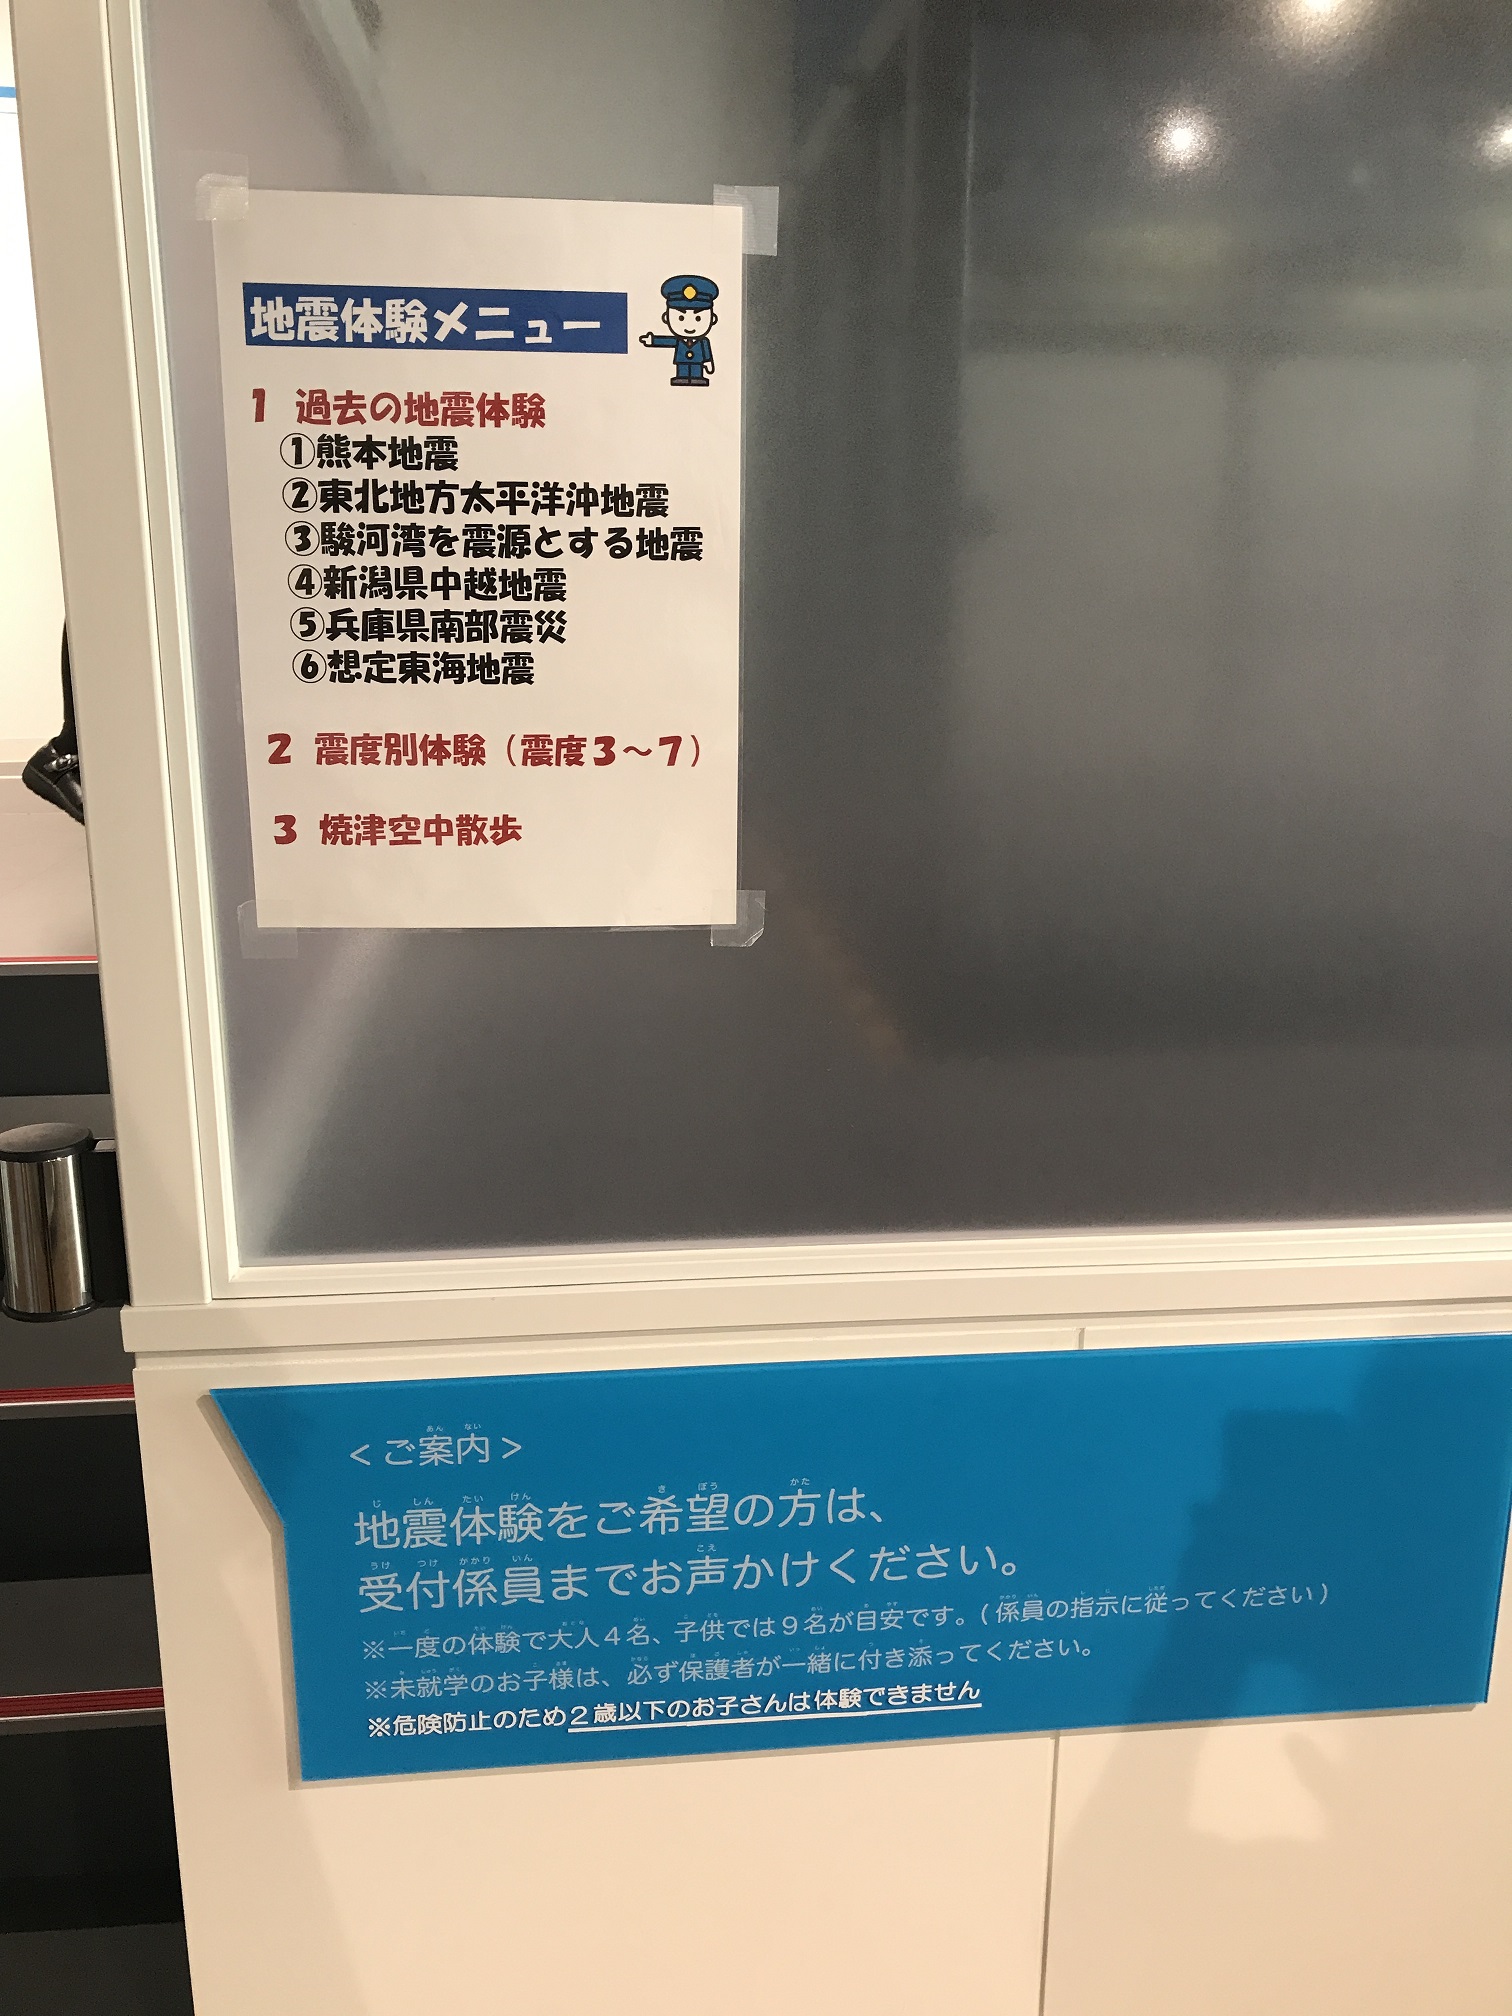 地震体験メニュー
1 過去の地震体験
①熊本地震
②東北地方太平洋沖地震
③駿河湾を震源とする地震
④新潟県中越地震
⑤兵庫県南部震災
⑥想定東海地震
2 震度別体験（震度3～7）
3 焼津空中散歩
<ご案内>
地震体験をご希望の方は、
受付係員までお声かけください。
※一度の体験で大人4名、子供では9名が目安です。(係員の指示に従ってください)
※未就学のお子様は、必ず保護者が一緒に付き添ってください。
※危険防止のため2歳以下のお子さんは体験できません